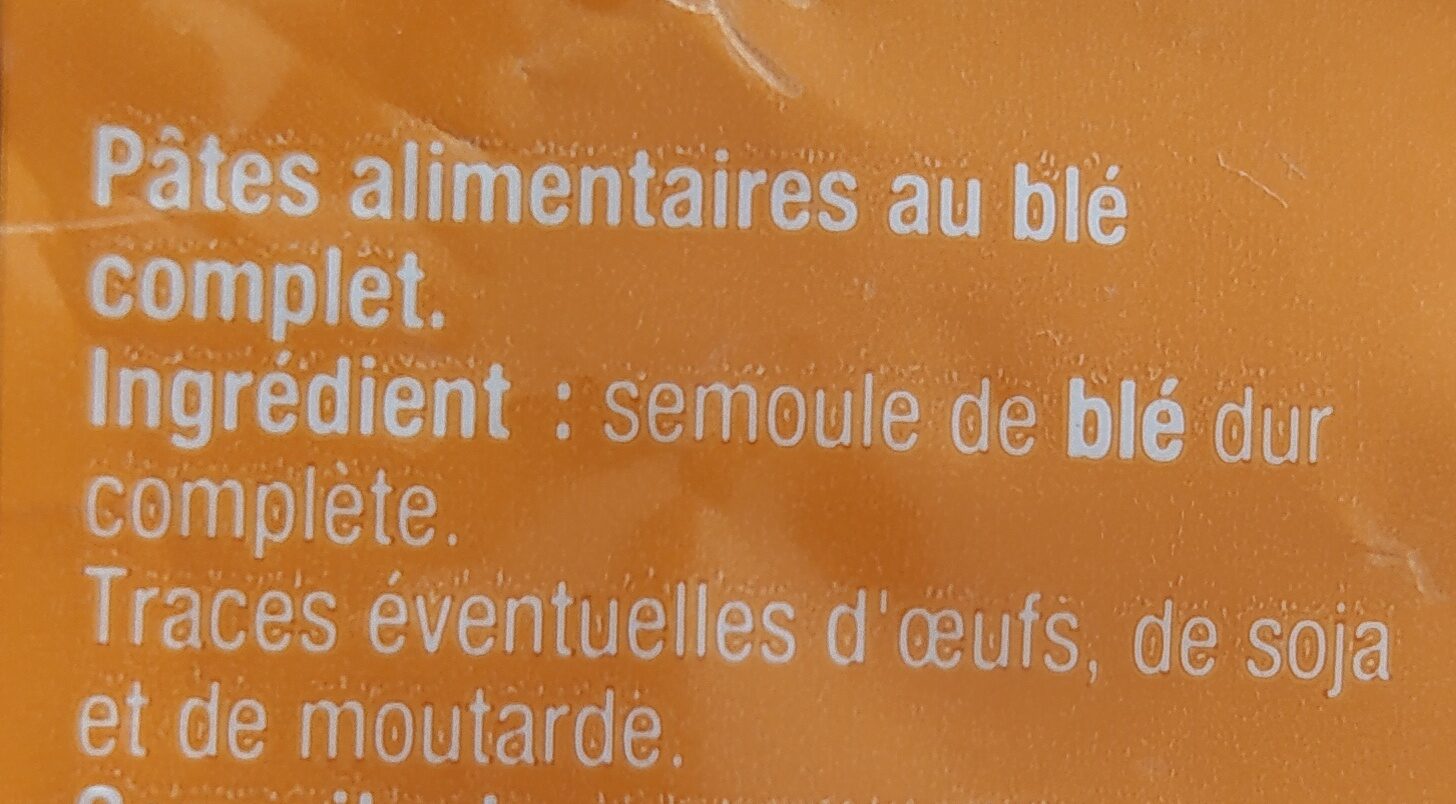 Pâtes alimentaires au blé
complet.
Ingrédient : semoule de blé dur
complète.
Traces éventuelles d'œufs, de soja
et de moutarde.